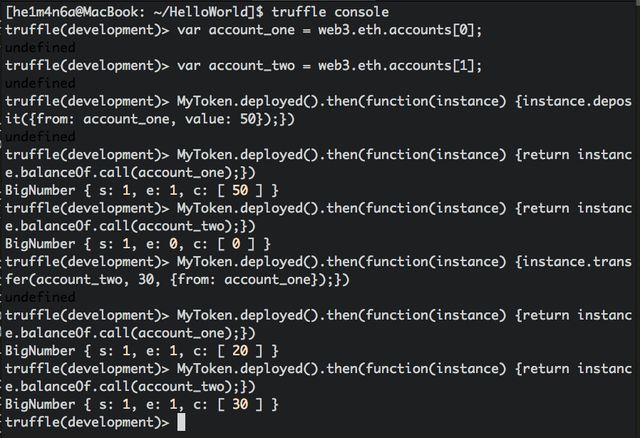 [he1m4n6a@MacBook: ~/HelloWorld]$ truffle console
truffle(development)> var account_one = web3.eth.accounts[0];
undefined
truffle(development)> var account_two = web3.eth.accounts[1];
undefined
truffle(development)> MyToken.deployed().then(function(instance) {instance.depos
it({from: account_one, value: 50});})
undefined
truffle(development)> MyToken.deployed().then(function(instance) {return instanc
e.balanceOf.call(account_one);})
BigNumber { s: 1, e: 1, c: [ 50 ] }
truffle(development)> MyToken.deployed().then(function(instance) {return instanc
e.balanceOf.call(account_two);})
BigNumber { s: 1, e: 0, c: [ 0 ] }
truffle(development)> MyToken.deployed().then(function(instance) {instance.trans
fer(account_two, 30, {from: account_one});})
undefined
truffle(development)> MyToken.deployed().then(function(instance) {return instanc
e.balanceOf.call(account_one);})
BigNumber { s: 1, e: 1, c: [ 20 ] }
truffle(development)> MyToken.deployed().then(function(instance) {return instanc
e.balanceOf.call(account_two);})
BigNumber { s: 1, e: 1, c: [ 30 ] }
truffle(development)>